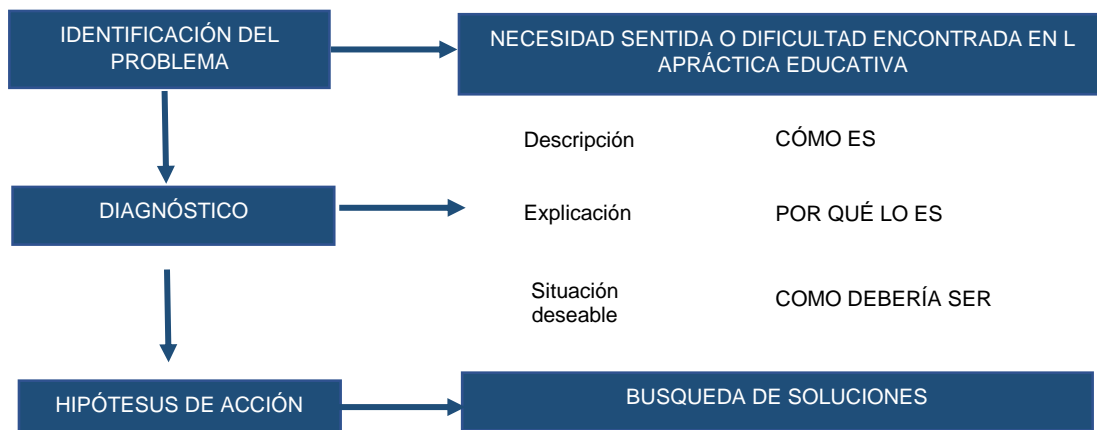 IDENTIFICACIÓN DEL
PROBLEMA
NECESIDAD SENTIDA O DIFICULTAD ENCONTRADA EN L
APRÁCTICA EDUCATIVA
Descripción CÓMO ES
DIAGNÓSTICO
Explicación POR QUÉ LO ES
Situación
deseable
COMO DEBERÍA SER
HIPÓTESUS DE ACCIÓN
BUSQUEDA DE SOLUCIONES